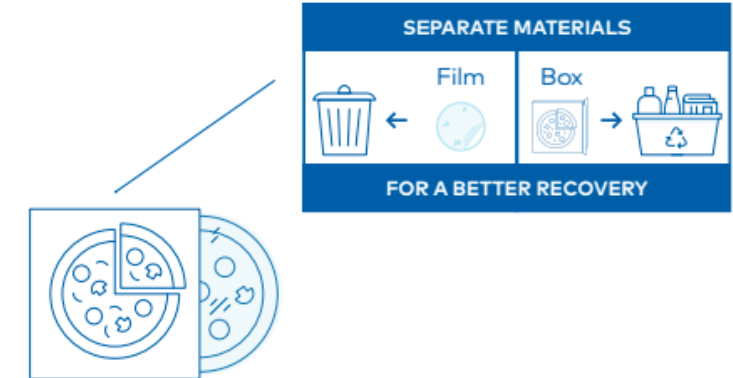 SEPARATE MATERIALS
Film
Box
FOR A BETTER RECOVERY